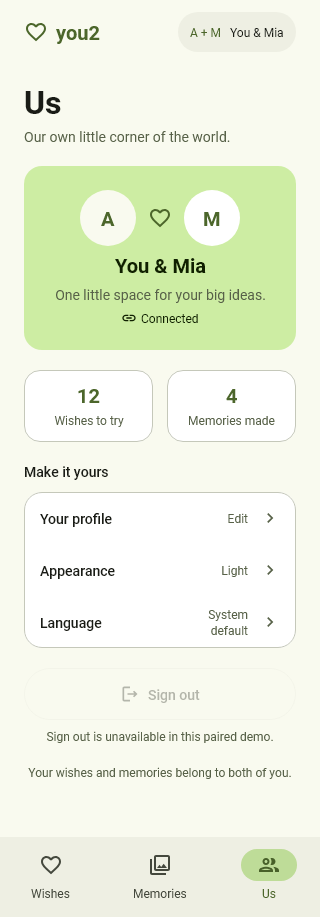 you2
A + M You & Mia
Us
Our own little corner of the world.
A
M
You & Mia
One little space for your big ideas.
Connected
12
Wishes to try
4
Memories made
Make it yours
Your profile
Edit
Appearance
Light
Language
System
default
Sign out
Sign out is unavailable in this paired demo.
Your wishes and memories belong to both of you.
Wishes
Memories
Us